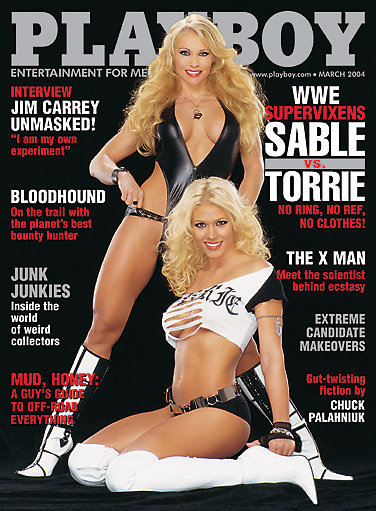 PLAYBOY
ENTERTAINMENT FOR ME
www.playboy.com • MARCH 2004
INTERVIEW
JIM CARREY
UNMASKED!
"I am my own
experiment"
BLOODHOUND
On the trail with
the planet's best
bounty hunter
JUNK
JUNKIES
Inside the
world
of weird
collectors
MUD, HONEY:
A GUY'S GUIDE
TO OFF-ROAD
EVERYTHING
WWE
SUPERVIXENS
SABLE
VS.
TORRIE
NO RING, NO REF,
NO CLOTHES!
THE X MAN
Meet the scientist
behind ecstasy
EXTREME
CANDIDATE
MAKEOVERS
Gut-twisting
fiction by
CHUCK
PALAHNIUK